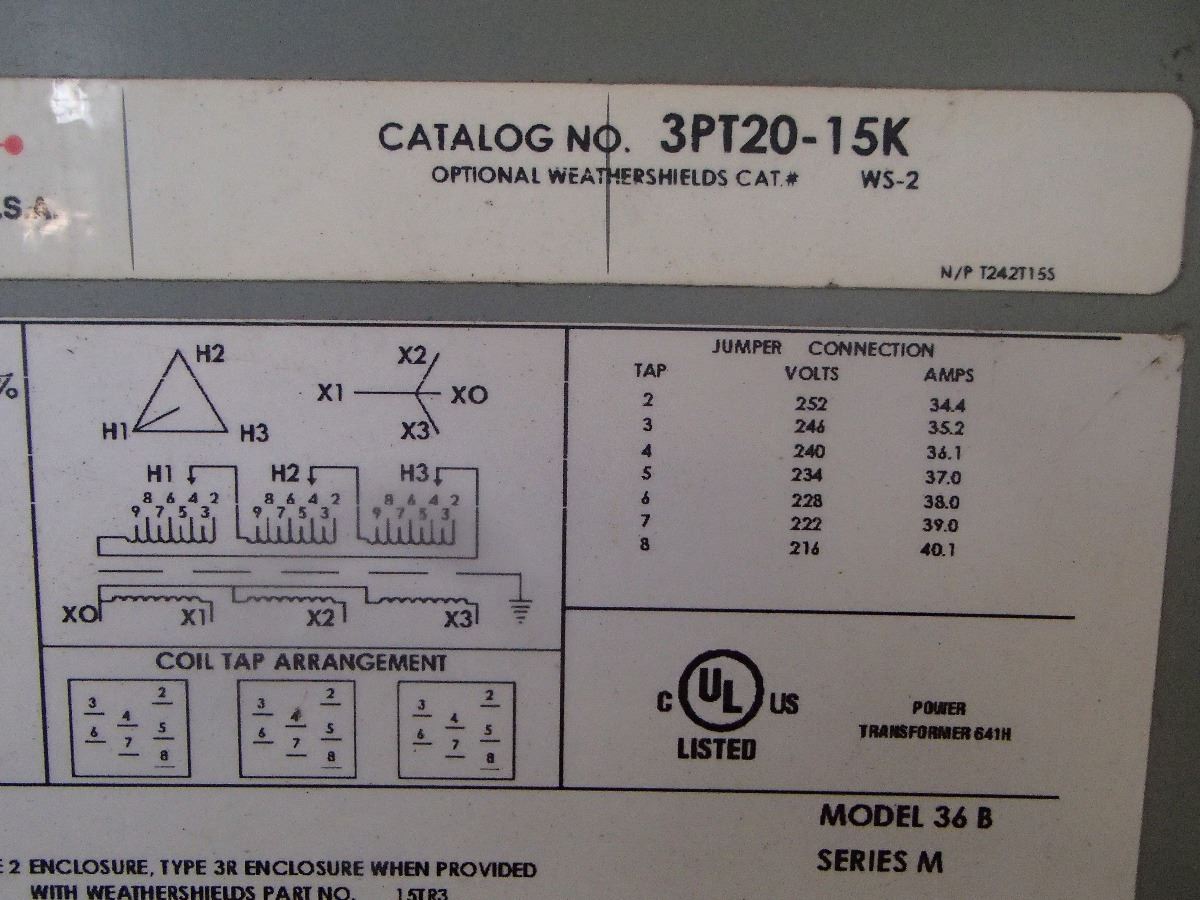 CATALOG NO. 3PT20-15K
OPTIONAL WEATHERSHIELDS CAT.# WS-2
.S.A.
N/P T242T15S
%
H2
H1 H3
X2
X1 XO
X3
H1 H2 H3
8 6 4 2 8 6 4 2 8 6 4 2
9 7 5 3 9 7 5 3 9 7 5 3
XO X1 X2 X3
COIL TAP ARRANGEMENT
3 2 3 2 3 2
4 4 4
6 5 6 5 6 5
7 7 7
8 8 8
JUMPER CONNECTION
TAP VOLTS AMPS
2 252 34.4
3 246 35.2
4 240 36.1
5 234 37.0
6 228 38.0
7 222 39.0
8 216 40.1
C UL US
LISTED
POWER
TRANSFORMER 641H
MODEL 36 B
SERIES M
E 2 ENCLOSURE, TYPE 3R ENCLOSURE WHEN PROVIDED
WITH WEATHERSHIELDS PART NO. 15TR3